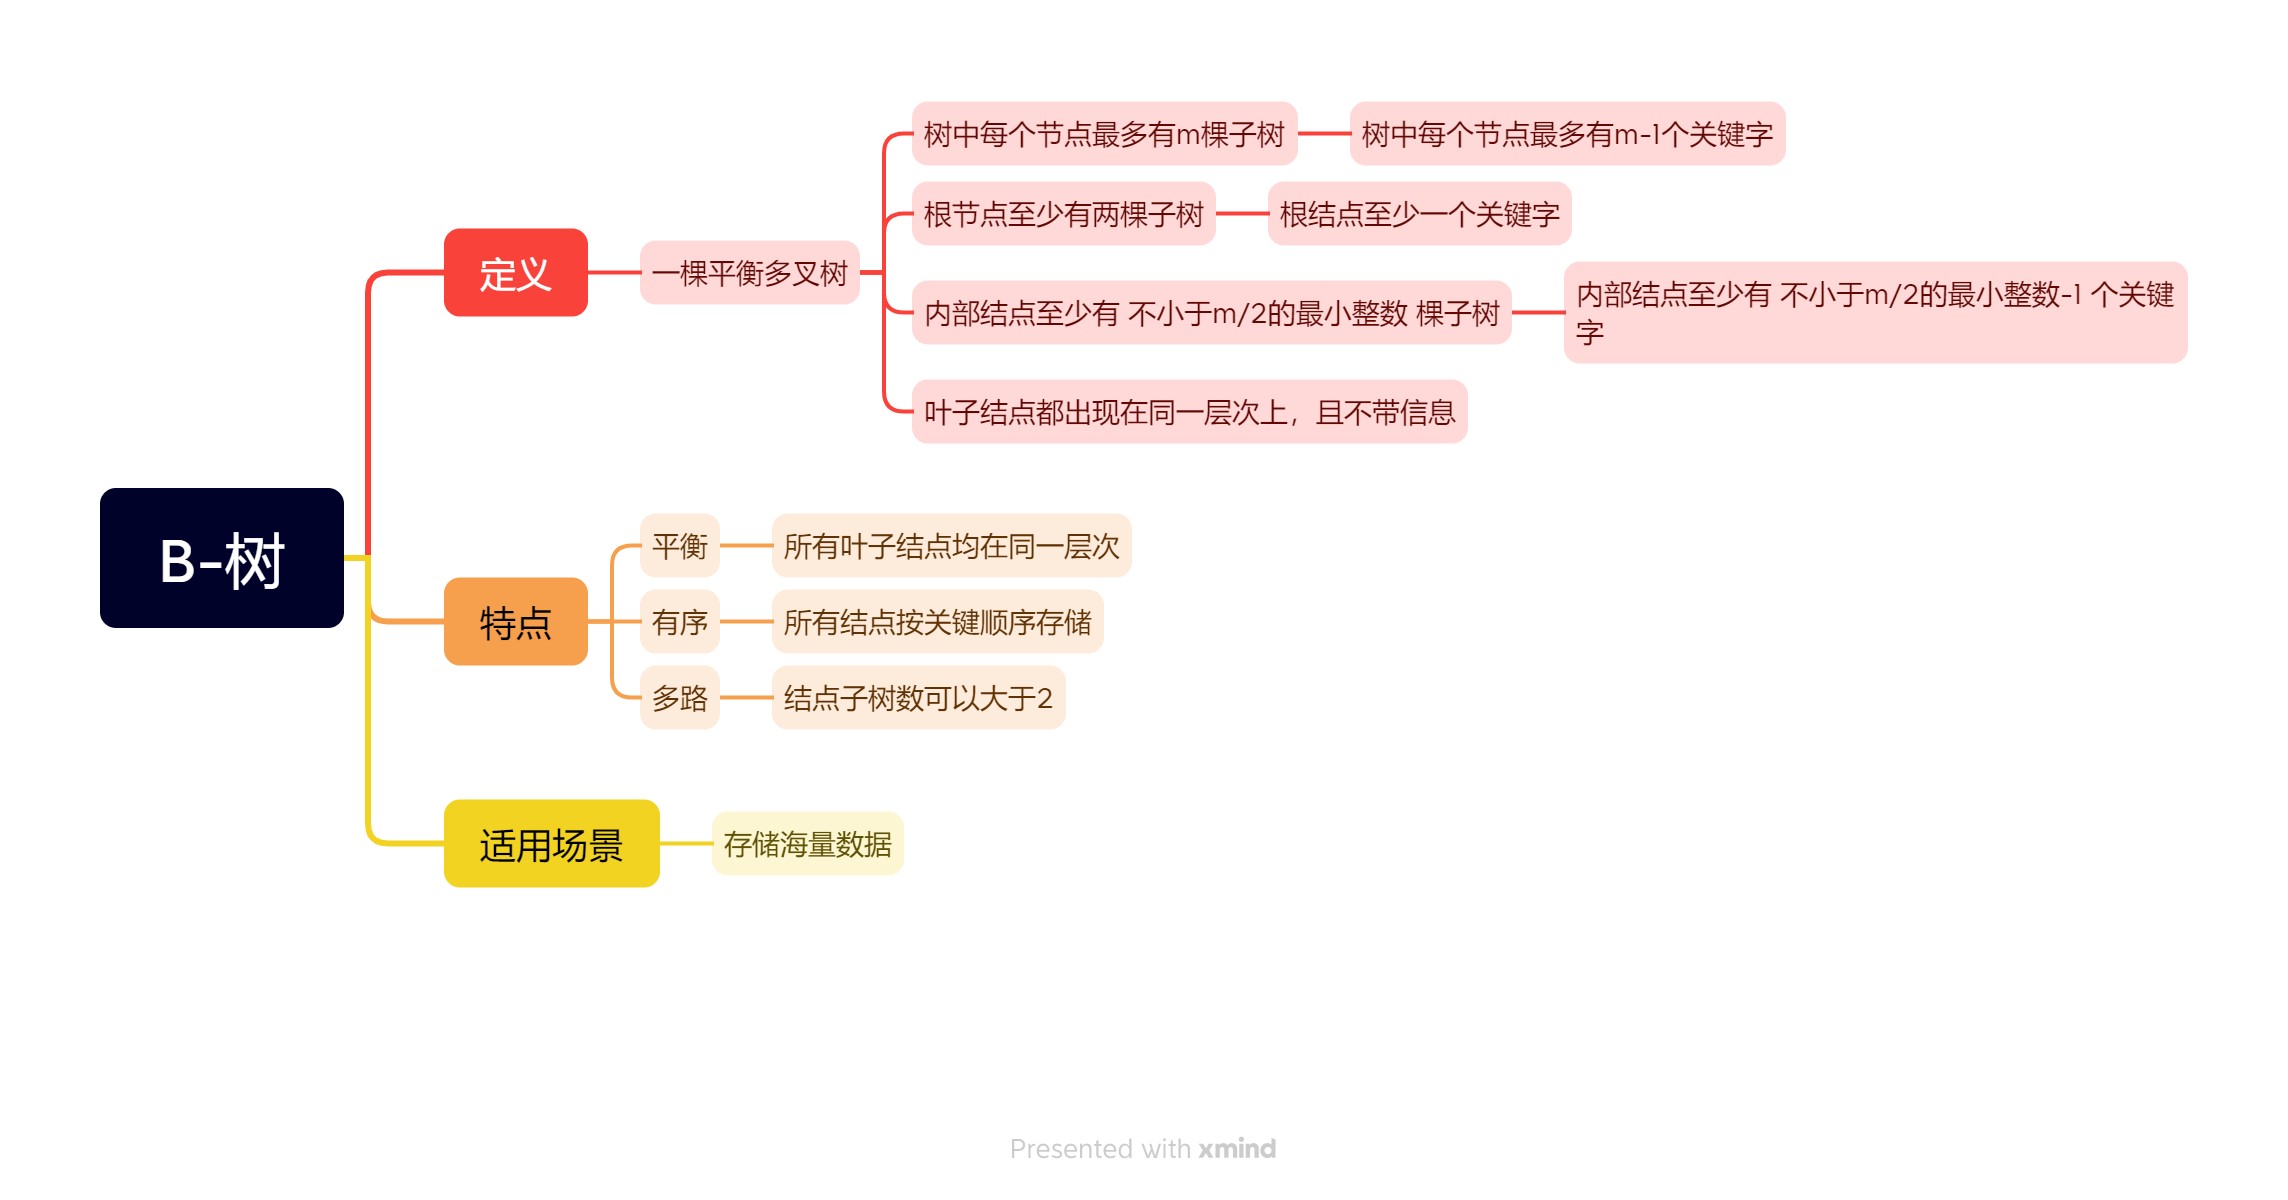 B-树
定义
一棵平衡多叉树
树中每个节点最多有m棵子树
树中每个节点最多有m-1个关键字
根节点至少有两棵子树
根结点至少一个关键字
内部结点至少有 不小于m/2的最小整数 棵子树
内部结点至少有 不小于m/2的最小整数-1 个关键
字
叶子结点都出现在同一层次上，且不带信息
特点
平衡
所有叶子结点均在同一层次
有序
所有结点按关键顺序存储
多路
结点子树数可以大于2
适用场景
存储海量数据
Presented with xmind